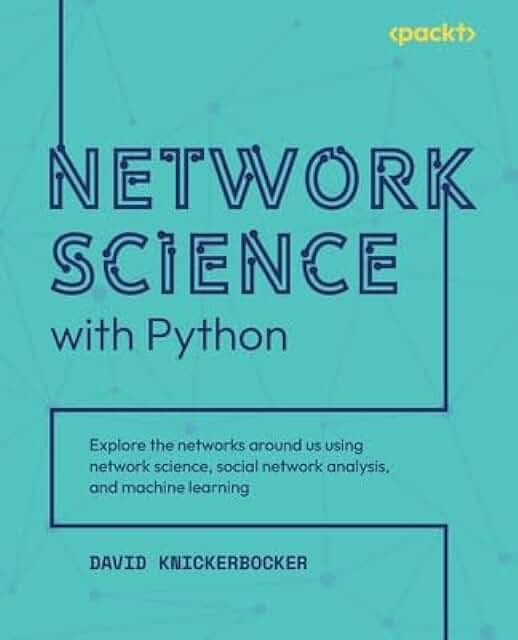 <packt>
NETWORK
SCIENCE
with Python
Explore the networks around us using
network science, social network analysis,
and machine learning
DAVID KNICKERBOCKER